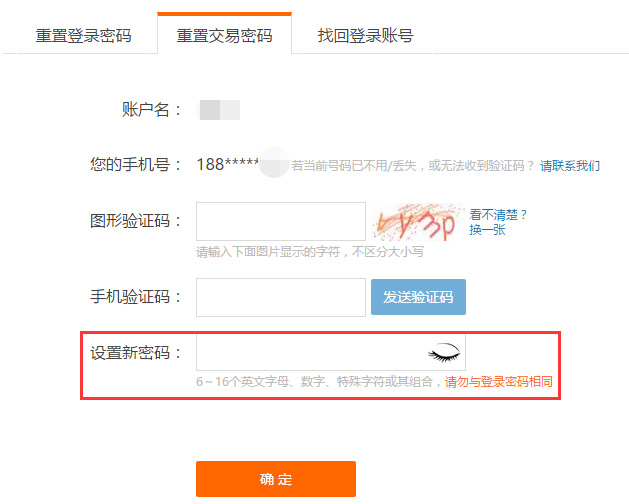 重置登录密码 重置交易密码 找回登录账号
账户名：
您的手机号： 188***** 若当前号码已不用/丢失，或无法收到验证码？ 请联系我们
图形验证码： 看不清楚？
换一张
请输入下面图片显示的字符，不区分大小写
手机验证码： 发送验证码
设置新密码：
6～16个英文字母、数字、特殊字符或其组合，请勿与登录密码相同
确 定